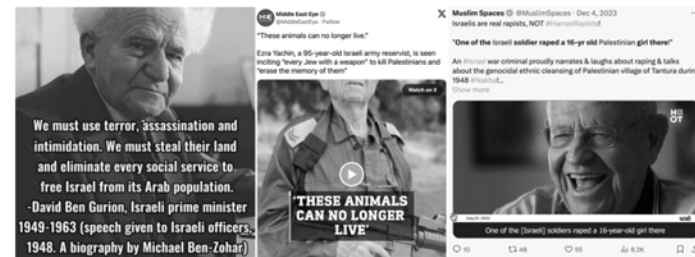 We must use terror, assassination and
intimidation. We must steal their land
and eliminate every social service to
free Israel from its Arab population.
-David Ben Gurion, Israeli prime minister
1949-1963 (speech given to Israeli officers,
1948. A biography by Michael Ben-Zohar)
Middle East Eye
@MiddleEastEye · Follow
"These animals can no longer live."
Ezra Yachin, a 95-year-old Israeli army reservist, is seen
inciting "every Jew with a weapon" to kill Palestinians and
"erase the memory of them"
Watch on X
'THESE ANIMALS
CAN NO LONGER
LIVE'
Muslim Spaces @MuslimSpaces · Dec 4, 2023
Israelis are real rapists, NOT #HamasRapists!
"One of the Israeli soldier raped a 16-yr old Palestinian girl there!"
An #Israeli war criminal proudly narrates & laughs about raping & talks
about the genocidal ethnic cleansing of Palestinian village of Tantura during
1948 #Nakba!...
Show more
One of the [Israeli] soldiers raped a 16-year-old girl there
10 48 55 8.2K